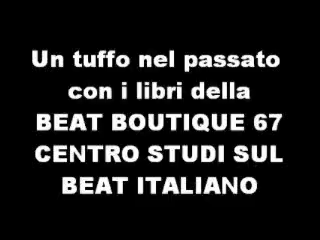 Un tuffo nel passato
con i libri della
BEAT BOUTIQUE 67
CENTRO STUDI SUL
BEAT ITALIANO